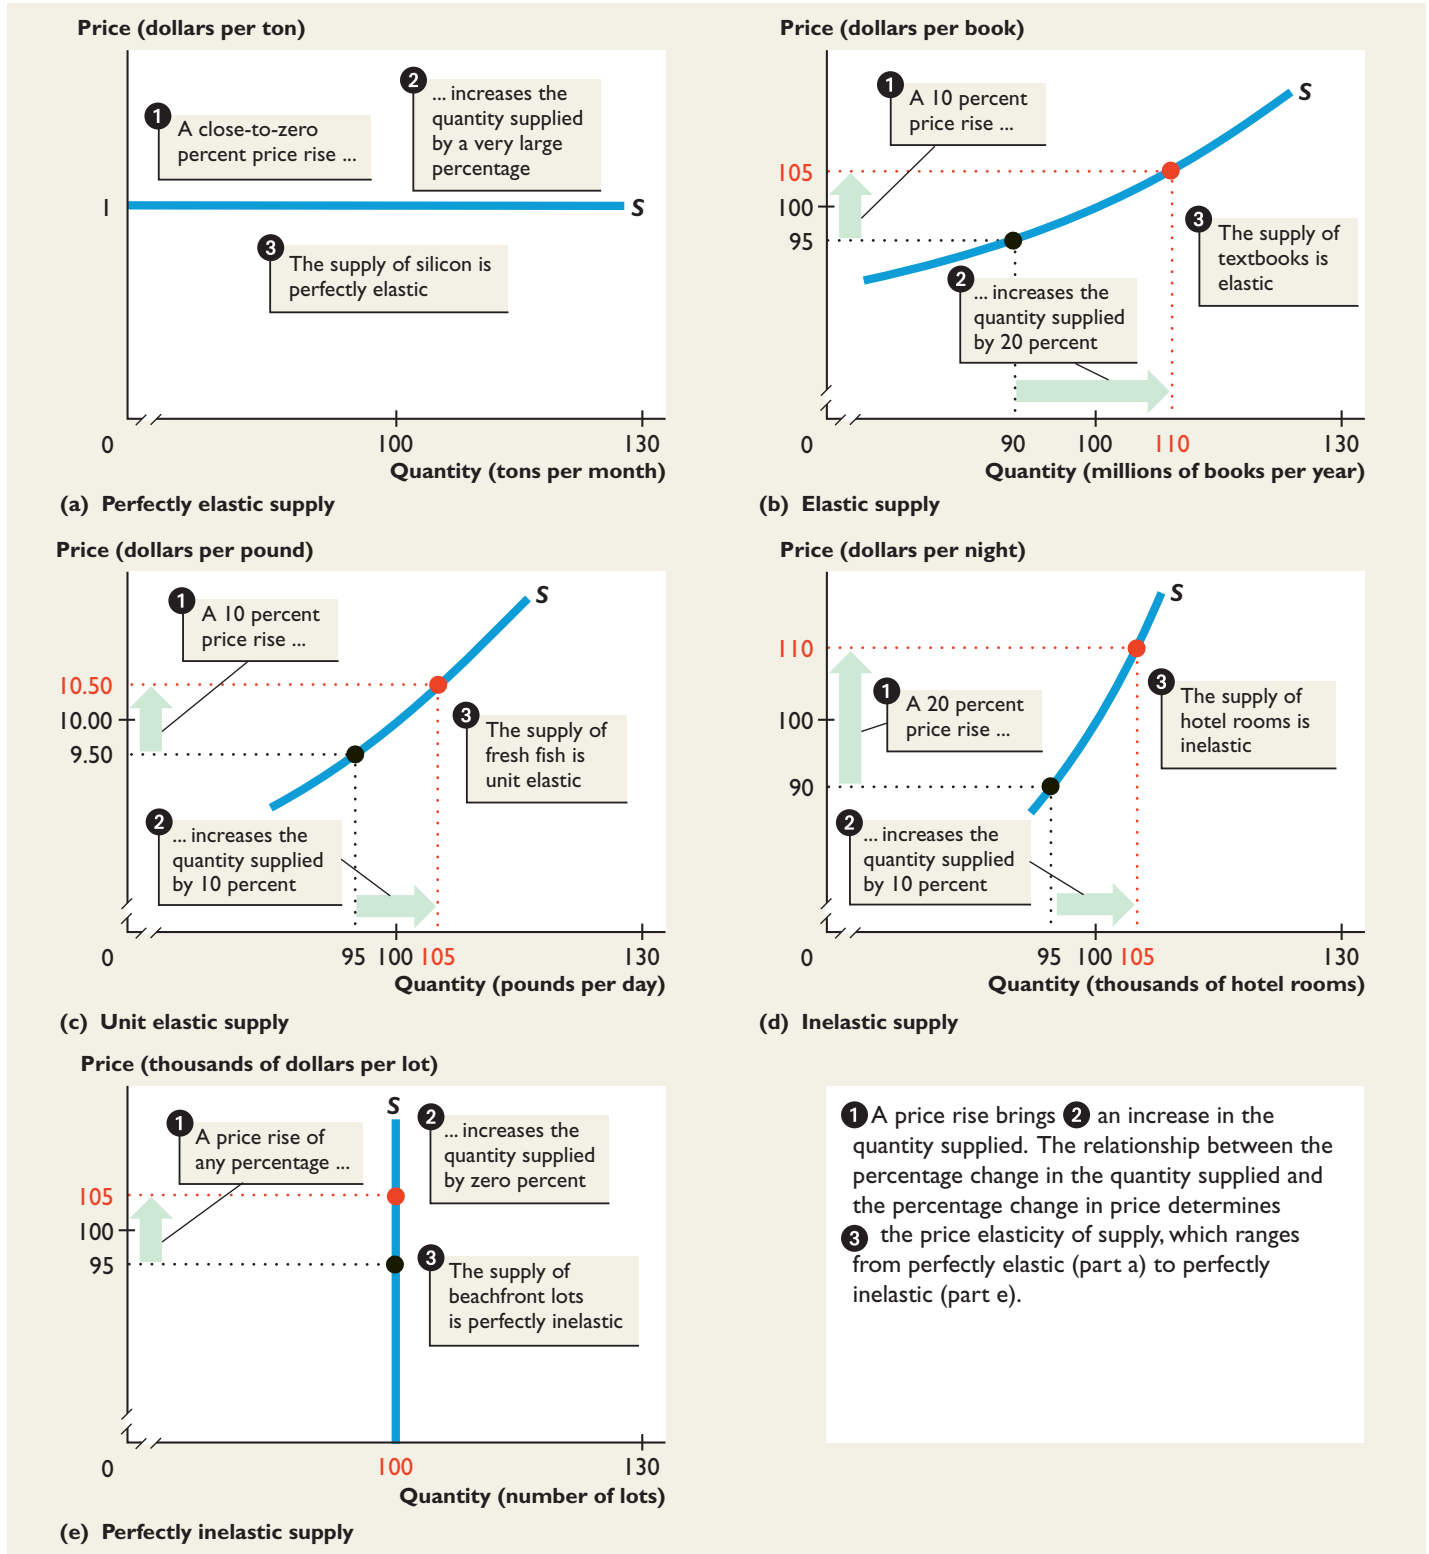 Price (dollars per ton)
1
A close-to-zero
percent price rise ...
2
... increases the
quantity supplied
by a very large
percentage
1
S
3
The supply of silicon is
perfectly elastic
0
100
130
Quantity (tons per month)
(a) Perfectly elastic supply
Price (dollars per book)
1
A 10 percent
price rise ...
S
105
100
95
3
The supply of
textbooks is
elastic
2
... increases the
quantity supplied
by 20 percent
0
90
100
110
130
Quantity (millions of books per year)
(b) Elastic supply
Price (dollars per pound)
1
A 10 percent
price rise ...
S
10.50
10.00
9.50
3
The supply of
fresh fish is
unit elastic
2
... increases the
quantity supplied
by 10 percent
0
95
100
105
130
Quantity (pounds per day)
(c) Unit elastic supply
Price (dollars per night)
S
110
100
90
1
A 20 percent
price rise ...
3
The supply of
hotel rooms is
inelastic
2
... increases the
quantity supplied
by 10 percent
0
95
100
105
130
Quantity (thousands of hotel rooms)
(d) Inelastic supply
Price (thousands of dollars per lot)
1
A price rise of
any percentage ...
S
2
... increases the
quantity supplied
by zero percent
105
100
95
3
The supply of
beachfront lots
is perfectly inelastic
0
100
130
Quantity (number of lots)
(e) Perfectly inelastic supply
1 A price rise brings 2 an increase in the
quantity supplied. The relationship between the
percentage change in the quantity supplied and
the percentage change in price determines
3 the price elasticity of supply, which ranges
from perfectly elastic (part a) to perfectly
inelastic (part e).